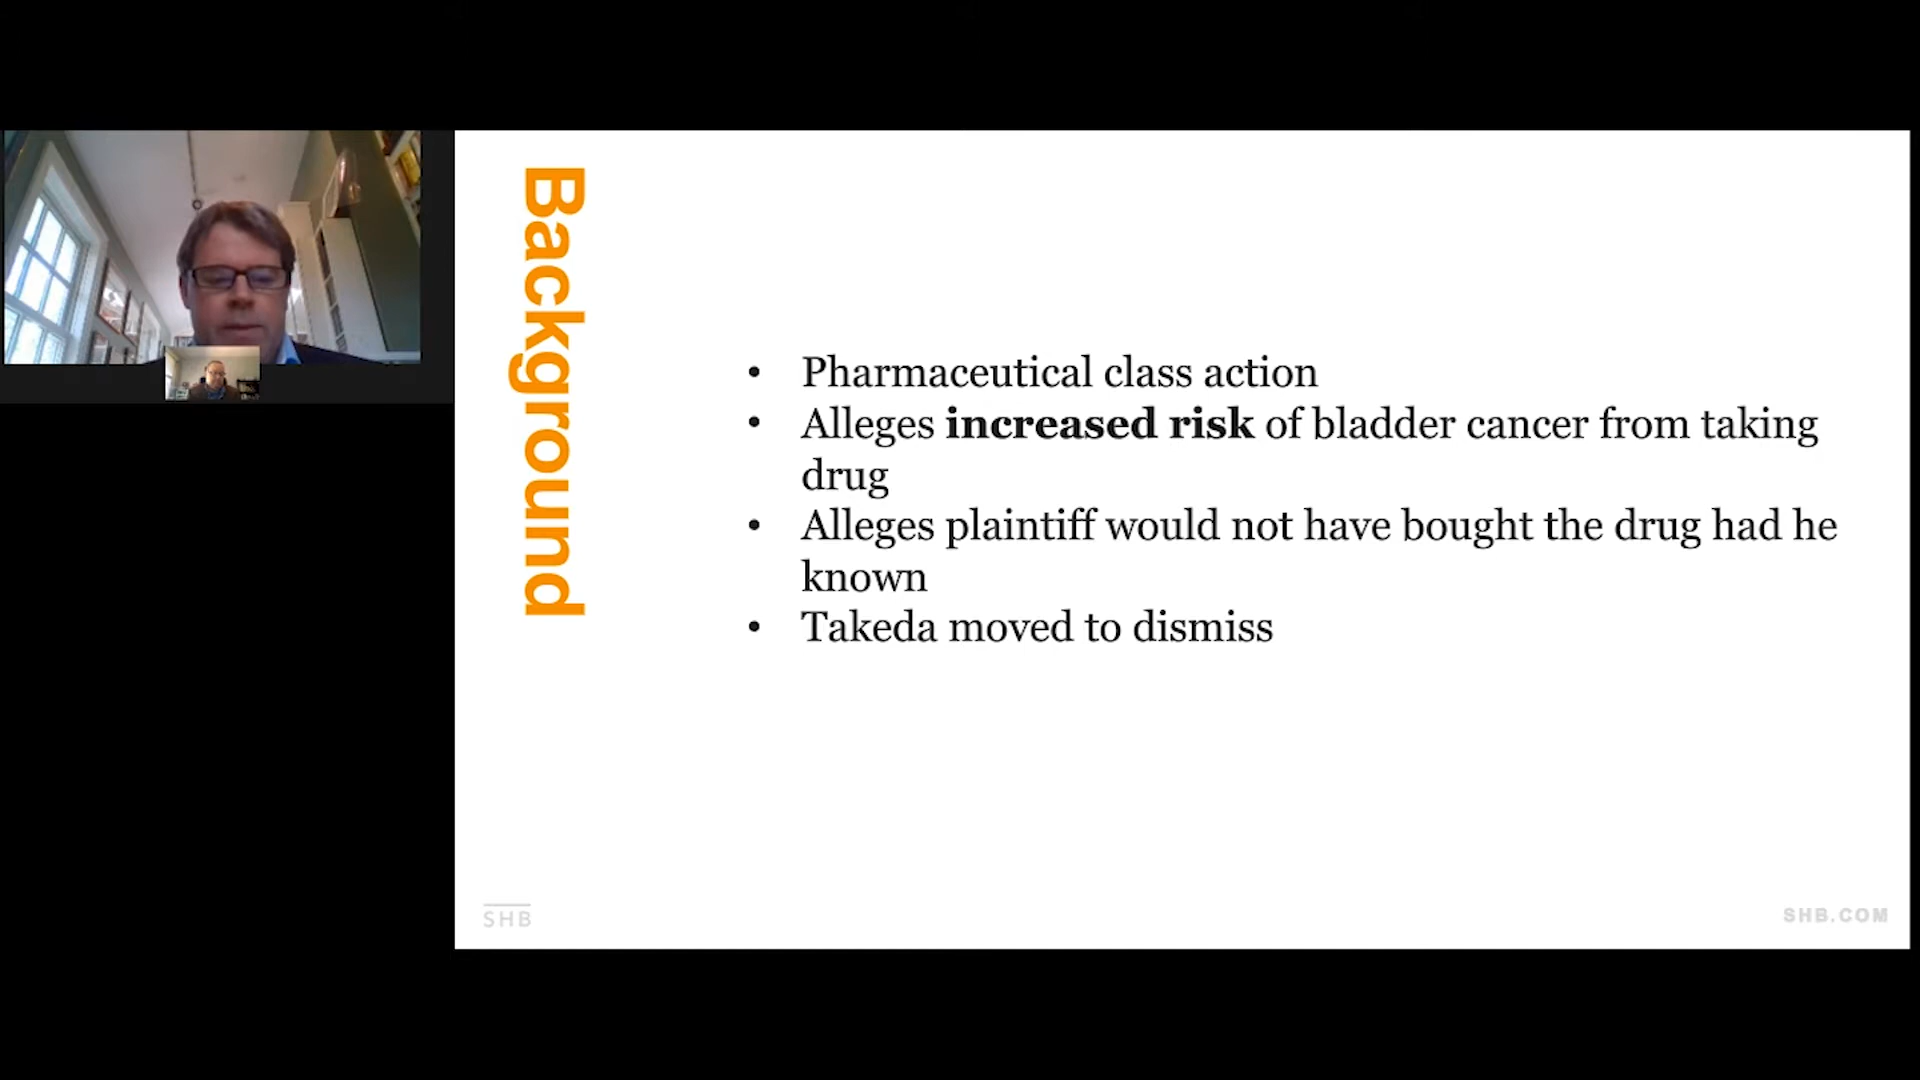 Background
• Pharmaceutical class action
• Alleges increased risk of bladder cancer from taking
drug
• Alleges plaintiff would not have bought the drug had he
known
• Takeda moved to dismiss
SHB
SHB.COM